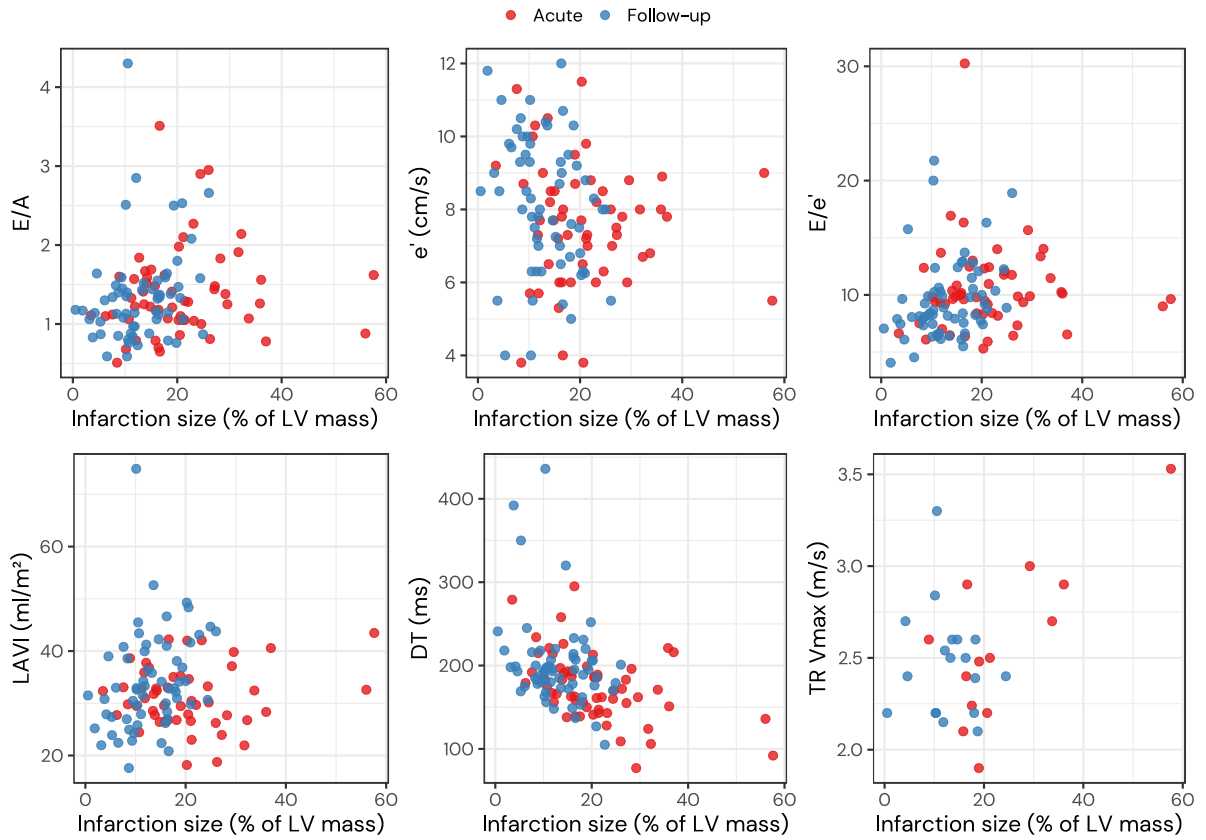 Acute Follow-up
E/A
4
3
2
1
0 20 40 60
Infarction size (% of LV mass)
e' (cm/s)
12
10
8
6
4
0 20 40 60
Infarction size (% of LV mass)
E/e'
30
20
10
0 20 40 60
Infarction size (% of LV mass)
LAVI (ml/m²)
60
40
20
0 20 40 60
Infarction size (% of LV mass)
DT (ms)
400
300
200
100
0 20 40 60
Infarction size (% of LV mass)
TR Vmax (m/s)
3.5
3.0
2.5
2.0
0 20 40 60
Infarction size (% of LV mass)